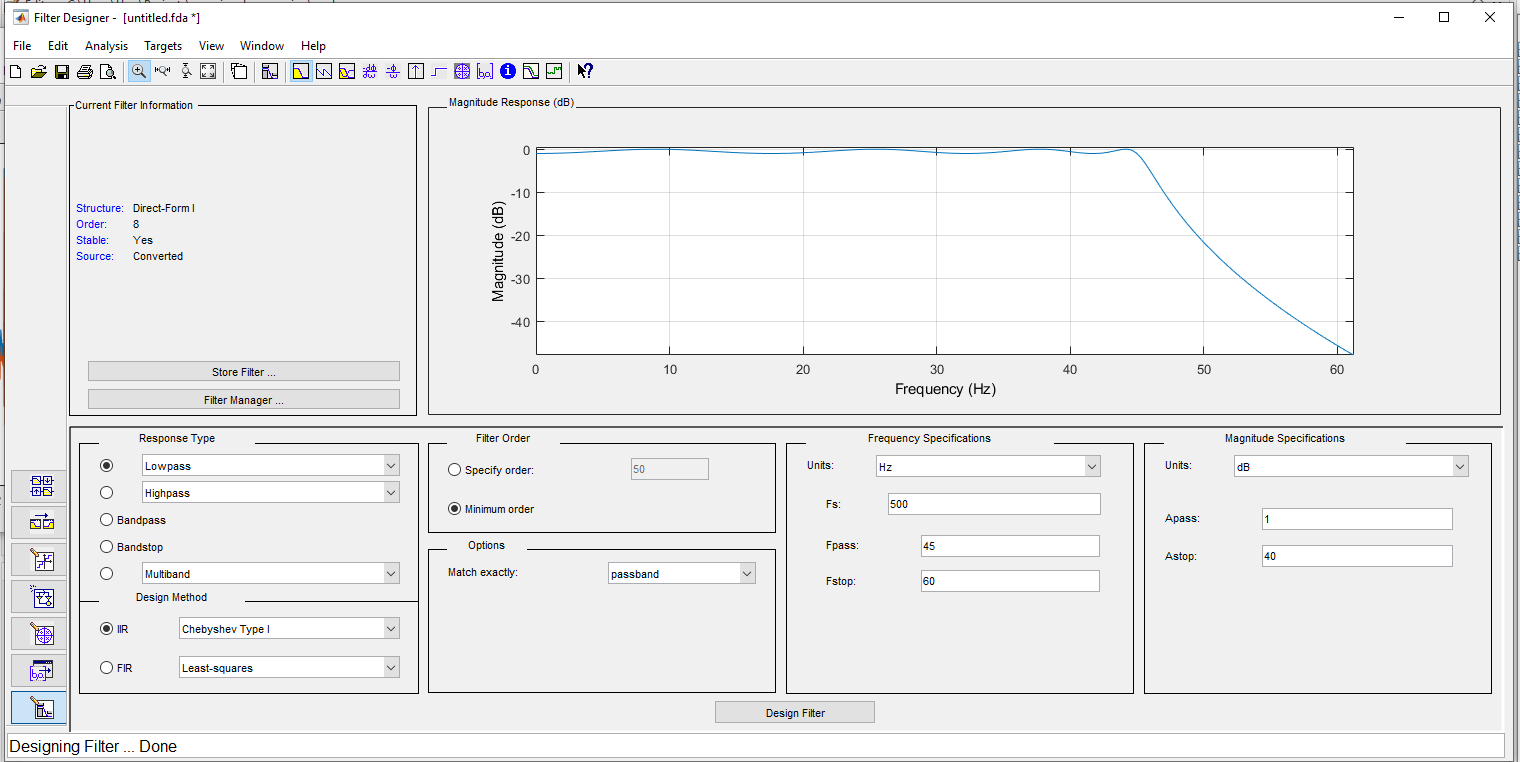 Filter Designer - [untitled.fda *]
File Edit Analysis Targets View Window Help
Current Filter Information
Structure: Direct-Form I
Order: 8
Stable: Yes
Source: Converted
Store Filter ...
Filter Manager ...
Magnitude Response (dB)
0
-10
-20
-30
-40
Magnitude (dB)
0 10 20 30 40 50 60
Frequency (Hz)
Response Type
Lowpass
Highpass
Bandpass
Bandstop
Multiband
Design Method
IIR Chebyshev Type I
FIR Least-squares
Filter Order
Specify order: 50
Minimum order
Options
Match exactly: passband
Frequency Specifications
Units: Hz
Fs: 500
Fpass: 45
Fstop: 60
Magnitude Specifications
Units: dB
Apass: 1
Astop: 40
Design Filter
Designing Filter ... Done